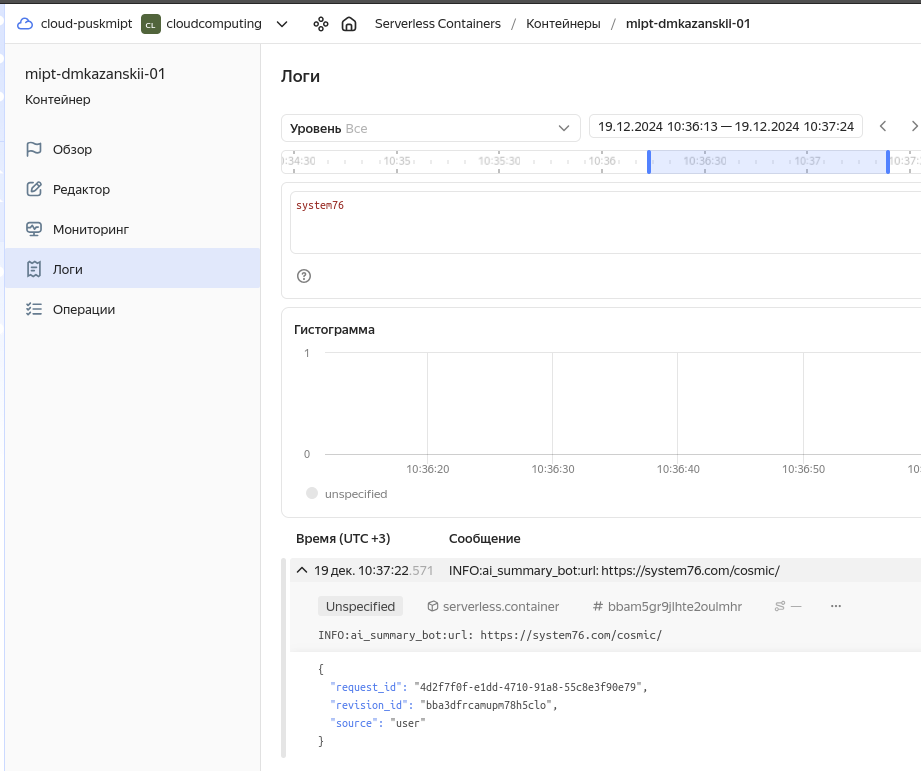 cloud-puskmipt CL cloudcomputing Serverless Containers / Контейнеры / mipt-dmkazanskii-01
mipt-dmkazanskii-01
Контейнер
Обзор
Редактор
Мониторинг
Логи
Операции
Логи
Уровень Все
19.12.2024 10:36:13 — 19.12.2024 10:37:24
:34:30 10:35 10:35:30 10:36 10:36:30 10:37 10:37:
system76
Гистограмма
1
0
10:36:20 10:36:30 10:36:40 10:36:50 10:
unspecified
Время (UTC +3) Сообщение
19 дек. 10:37:22.571 INFO:ai_summary_bot:url: https://system76.com/cosmic/
Unspecified serverless.container # bbam5gr9jlhte2oulmhr — ...
INFO:ai_summary_bot:url: https://system76.com/cosmic/
{
"request_id": "4d2f7f0f-e1dd-4710-91a8-55c8e3f90e79",
"revision_id": "bba3dfrcamupm78h5clo",
"source": "user"
}